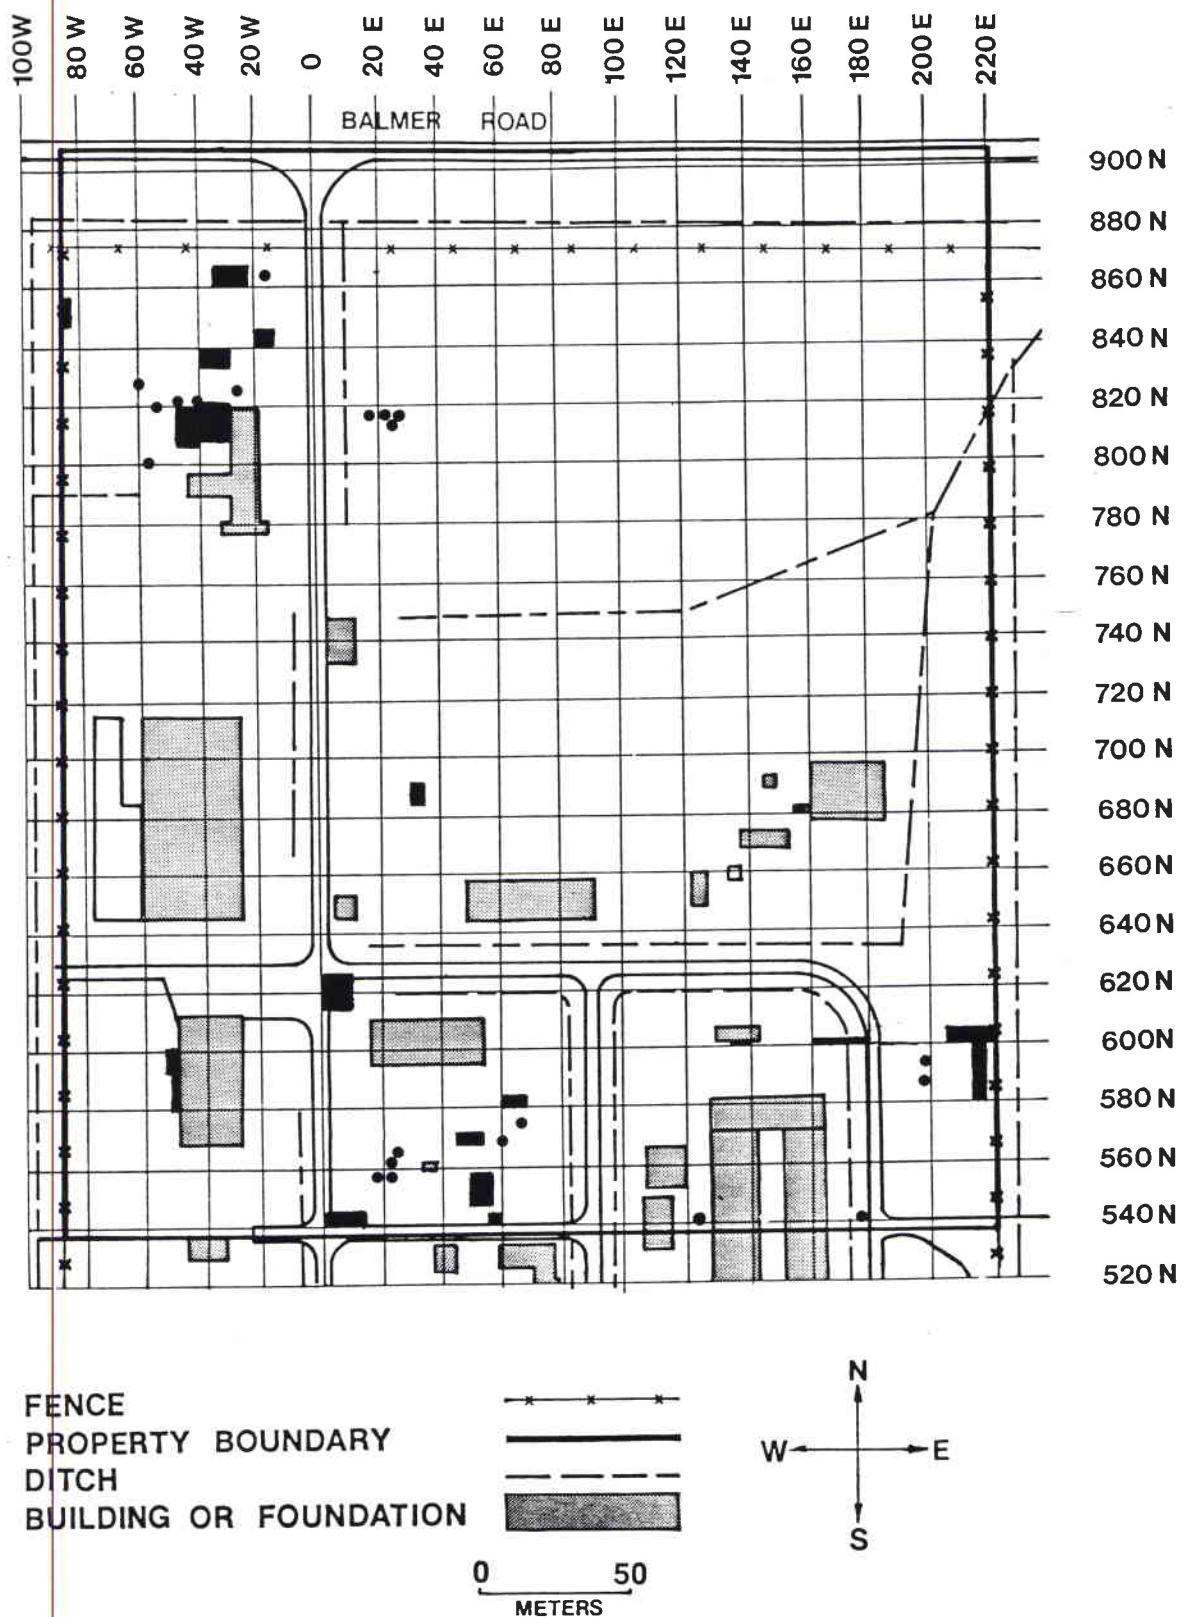 100W 80 W 60 W 40 W 20 W 0 20 E 40 E 60 E 80 E 100 E 120 E 140 E 160 E 180 E 200 E 220 E
BALMER ROAD
900 N
880 N
860 N
840 N
820 N
800 N
780 N
760 N
740 N
720 N
700 N
680 N
660 N
640 N
620 N
600N
580 N
560 N
540 N
520 N
FENCE
PROPERTY BOUNDARY
DITCH
BUILDING OR FOUNDATION
N
W E
S
0 50
METERS